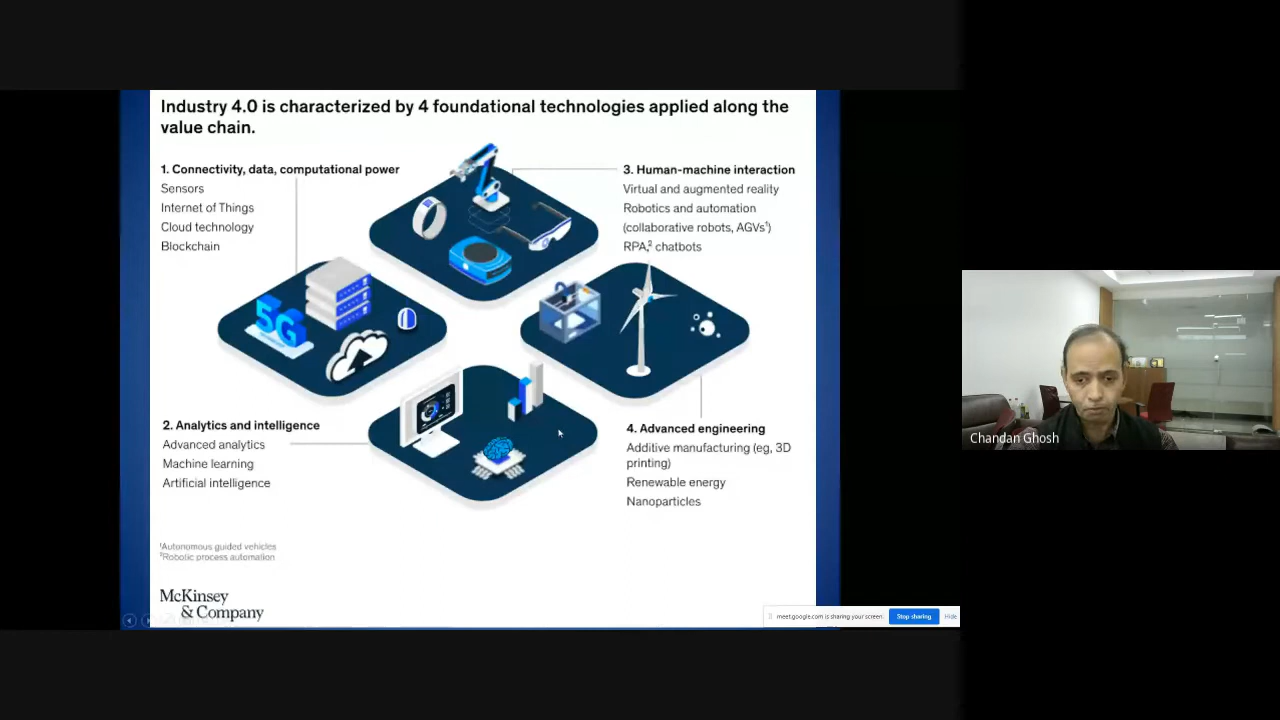 Industry 4.0 is characterized by 4 foundational technologies applied along the
value chain.
1. Connectivity, data, computational power
Sensors
Internet of Things
Cloud technology
Blockchain
3. Human-machine interaction
Virtual and augmented reality
Robotics and automation
(collaborative robots, AGVs¹)
RPA,² chatbots
5G
2. Analytics and intelligence
Advanced analytics
Machine learning
Artificial intelligence
4. Advanced engineering
Additive manufacturing (eg, 3D
printing)
Renewable energy
Nanoparticles
¹Autonomous guided vehicles
²Robotic process automation
McKinsey
& Company
meet.google.com is sharing your screen.
Stop sharing
Hide
Chandan Ghosh